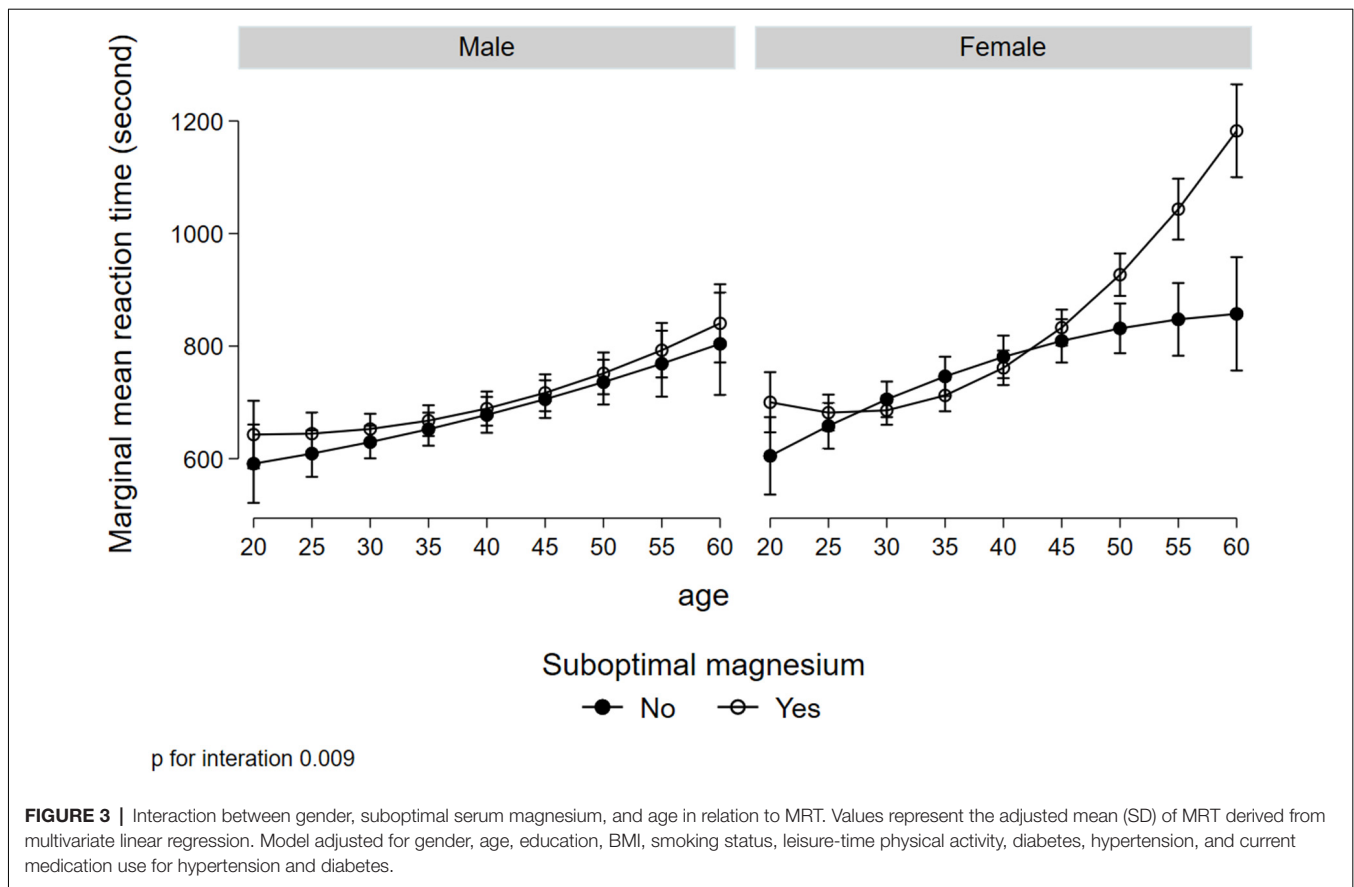 Male Female
Marginal mean reaction time (second)
1200
1000
800
600
20 25 30 35 40 45 50 55 60 20 25 30 35 40 45 50 55 60
age
Suboptimal magnesium
No Yes
p for interation 0.009
FIGURE 3 | Interaction between gender, suboptimal serum magnesium, and age in relation to MRT. Values represent the adjusted mean (SD) of MRT derived from
multivariate linear regression. Model adjusted for gender, age, education, BMI, smoking status, leisure-time physical activity, diabetes, hypertension, and current
medication use for hypertension and diabetes.